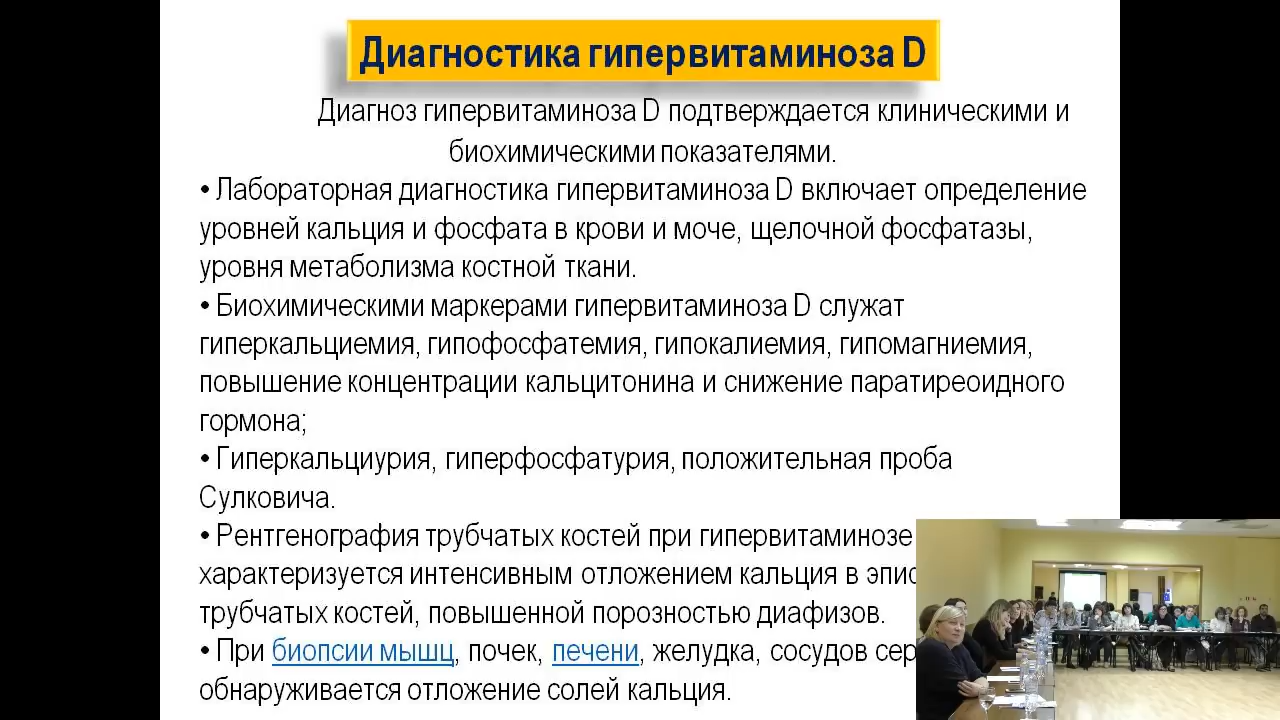 Диагностика гипервитаминоза D
Диагноз гипервитаминоза D подтверждается клиническими и
биохимическими показателями.
• Лабораторная диагностика гипервитаминоза D включает определение
уровней кальция и фосфата в крови и моче, щелочной фосфатазы,
уровня метаболизма костной ткани.
• Биохимическими маркерами гипервитаминоза D служат
гиперкальциемия, гипофосфатемия, гипокалиемия, гипомагниемия,
повышение концентрации кальцитонина и снижение паратиреоидного
гормона;
• Гиперкальциурия, гиперфосфатурия, положительная проба
Сулковича.
• Рентгенография трубчатых костей при гипервитаминозе
характеризуется интенсивным отложением кальция в
трубчатых костей, повышенной порозностью диафизов.
• При биопсии мышц, почек, печени, желудка, сосудов
обнаруживается отложение солей кальция.